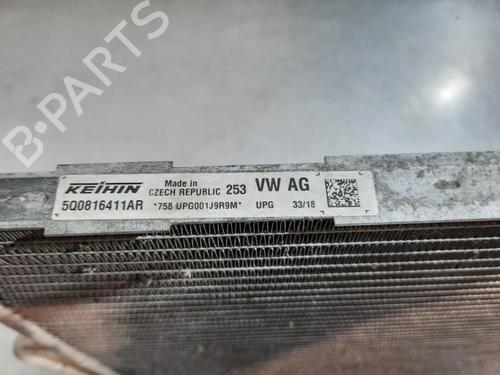 B-PARTS
KEIHIN
Made in
CZECH REPUBLIC 253 VW AG
5Q0816411AR *758 UPG001J9R9M* UPG 33/18